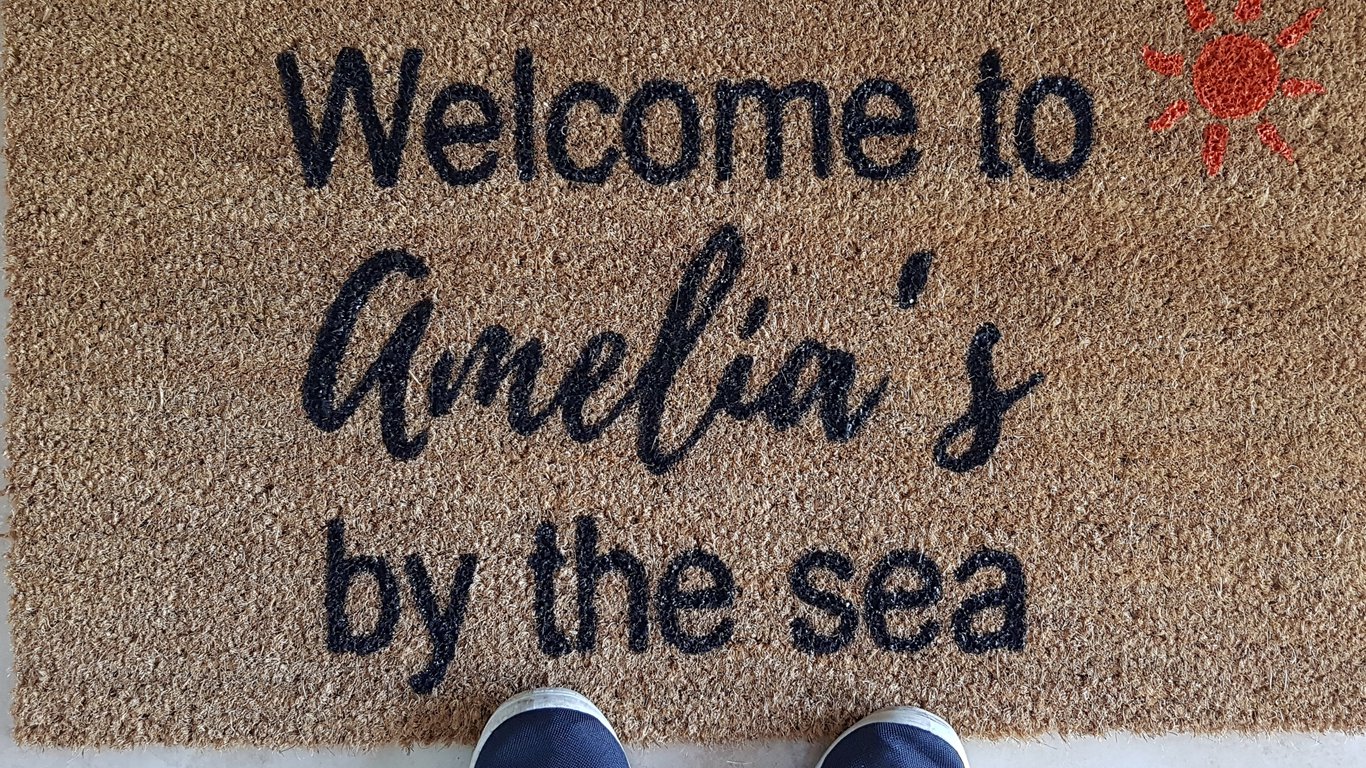 Welcome to
Amelia's
by the sea